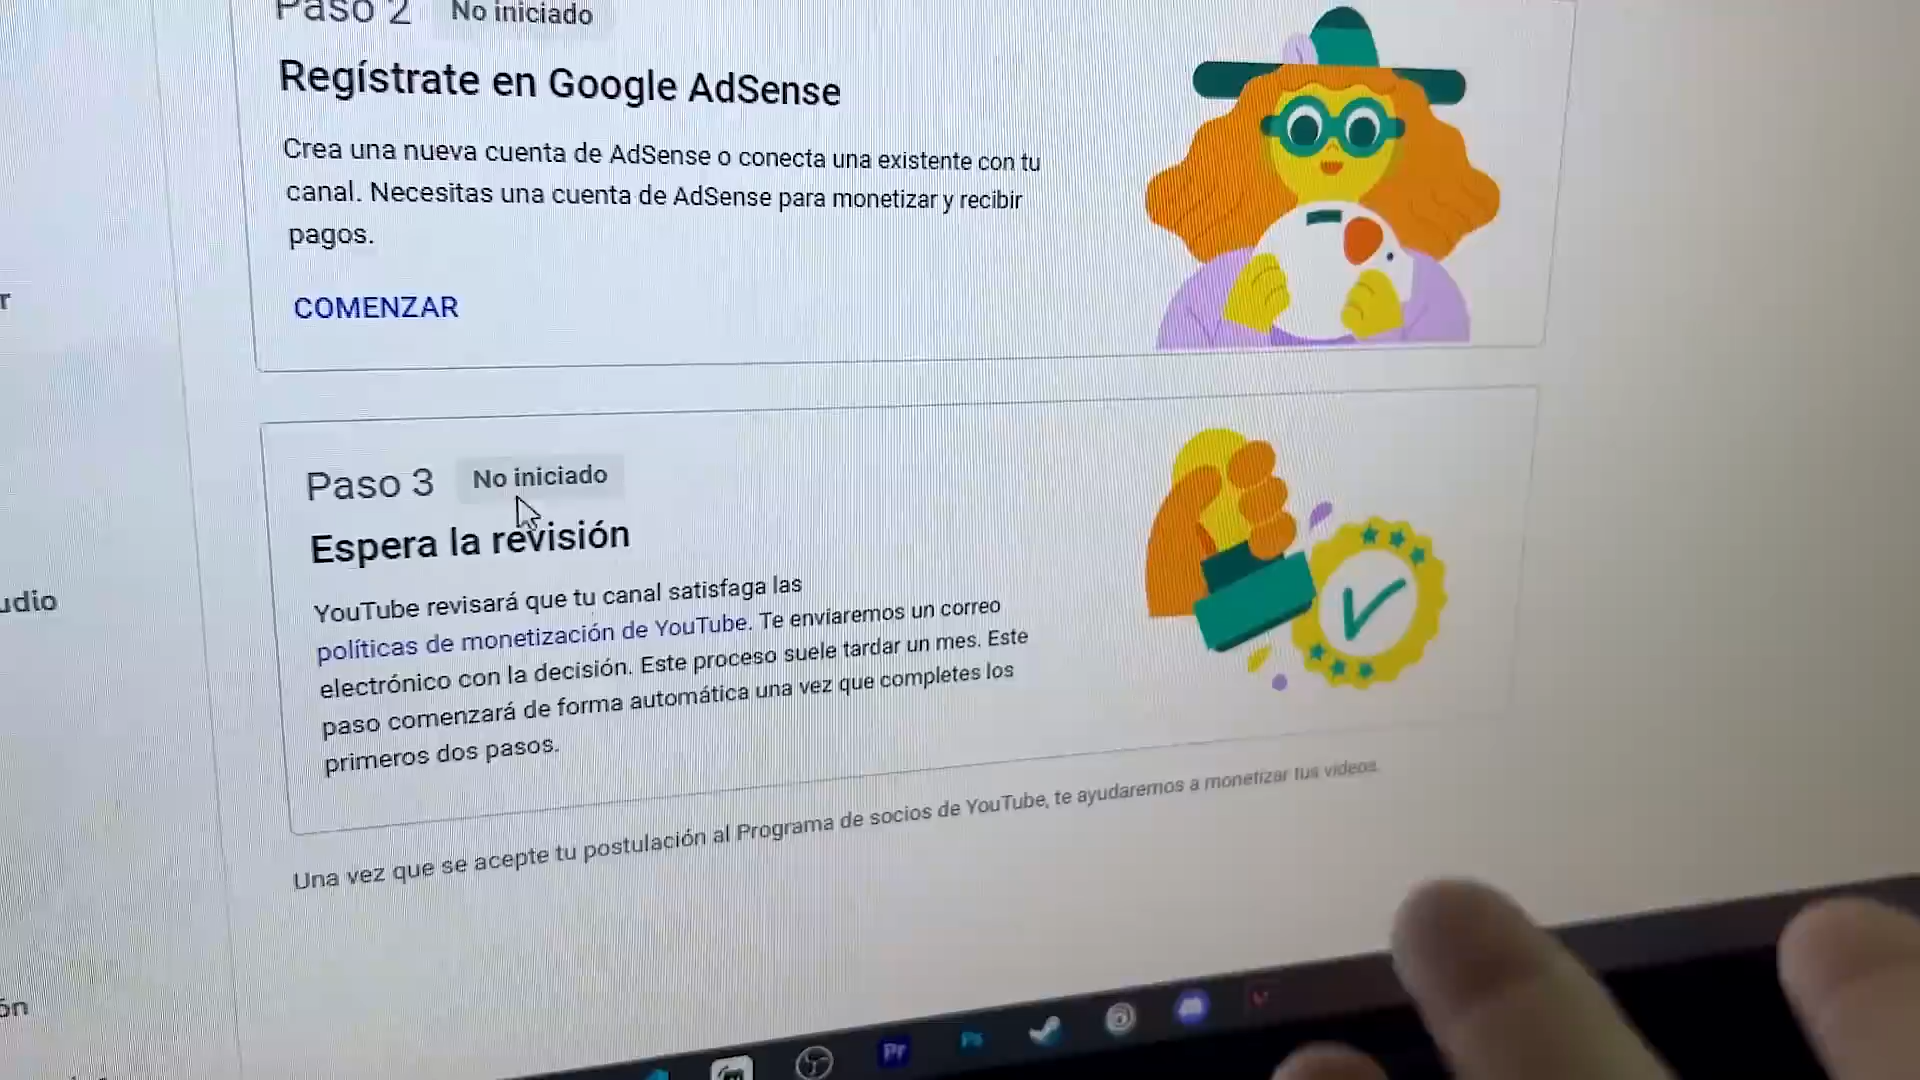 Paso 2 No iniciado
Regístrate en Google AdSense
Crea una nueva cuenta de AdSense o conecta una existente con tu
canal. Necesitas una cuenta de AdSense para monetizar y recibir
pagos.
COMENZAR
r
Paso 3 No iniciado
Espera la revisión
YouTube revisará que tu canal satisfaga las
políticas de monetización de YouTube. Te enviaremos un correo
electrónico con la decisión. Este proceso suele tardar un mes. Este
paso comenzará de forma automática una vez que completes los
primeros dos pasos.
udio
Una vez que se acepte tu postulación al Programa de socios de YouTube, te ayudaremos a monetizar tus videos.
ón
Pr
Ps